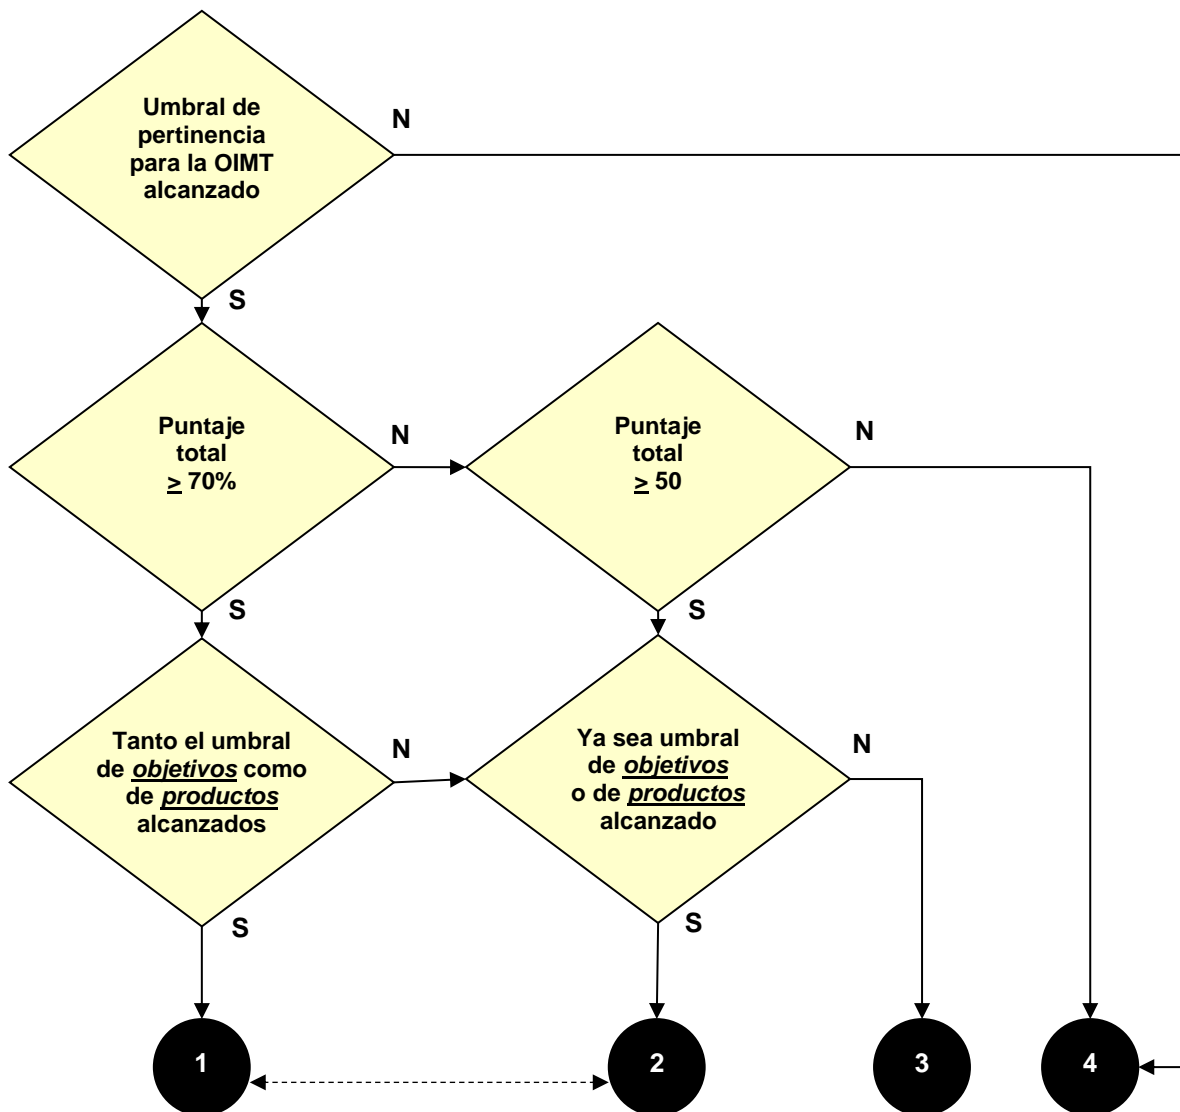 Umbral de
pertinencia
para la OIMT
alcanzado
N
S
Puntaje
total
≥ 70%
N
Puntaje
total
≥ 50
N
S
S
Tanto el umbral
de objetivos como
de productos
alcanzados
N
Ya sea umbral
de objetivos
o de productos
alcanzado
N
S
S
1
2
3
4